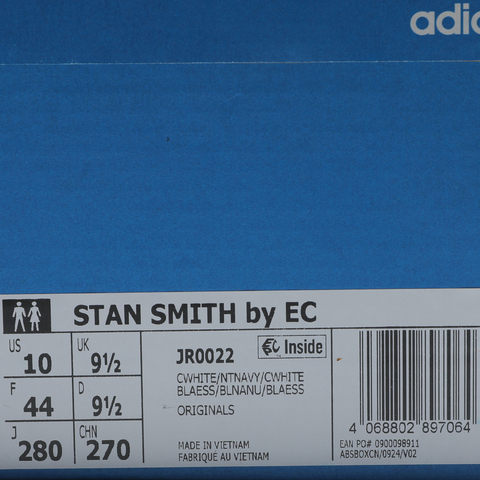 adid
STAN SMITH by EC
US 10 UK 9½
F 44 D 9½
J 280 CHN 270
JR0022 EC Inside
CWHITE/NTNAVY/CWHITE
BLAESS/BLNANU/BLAESS
ORIGINALS
MADE IN VIETNAM
FABRIQUÉ AU VIETNAM
4 068802 897064
EAN PO# 0900098911
ABSBOXCN/0924/V02